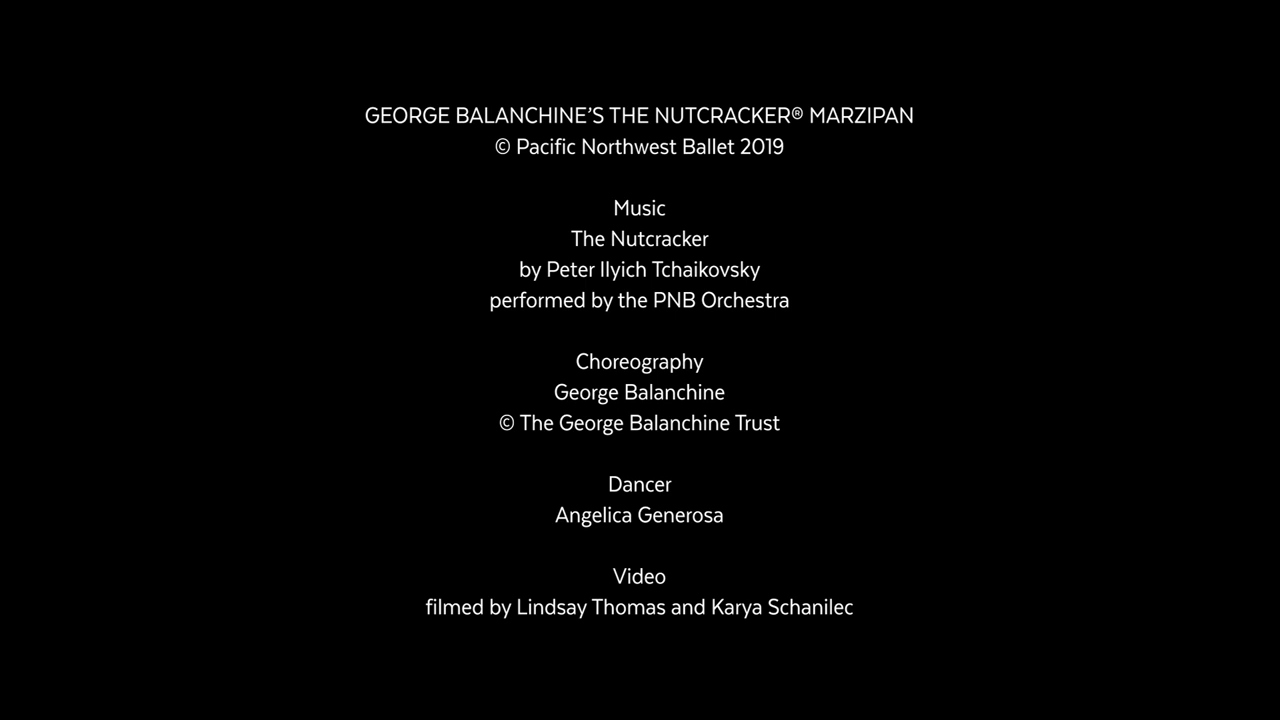 GEORGE BALANCHINE’S THE NUTCRACKER® MARZIPAN
© Pacific Northwest Ballet 2019
Music
The Nutcracker
by Peter Ilyich Tchaikovsky
performed by the PNB Orchestra
Choreography
George Balanchine
© The George Balanchine Trust
Dancer
Angelica Generosa
Video
filmed by Lindsay Thomas and Karya Schanilec